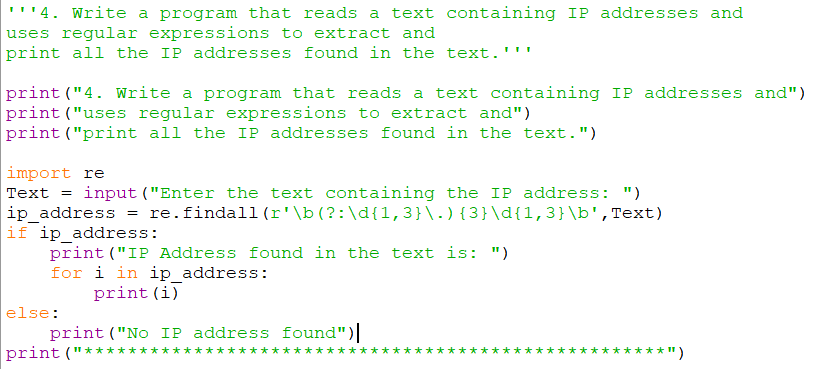 '''4. Write a program that reads a text containing IP addresses and
uses regular expressions to extract and
print all the IP addresses found in the text.'''

print("4. Write a program that reads a text containing IP addresses and")
print("uses regular expressions to extract and")
print("print all the IP addresses found in the text.")

import re
Text = input("Enter the text containing the IP address: ")
ip_address = re.findall(r'\b(?:\d{1,3}\.){3}\d{1,3}\b',Text)
if ip_address:
    print("IP Address found in the text is: ")
    for i in ip_address:
        print(i)
else:
    print("No IP address found")
print("*****************************************************")